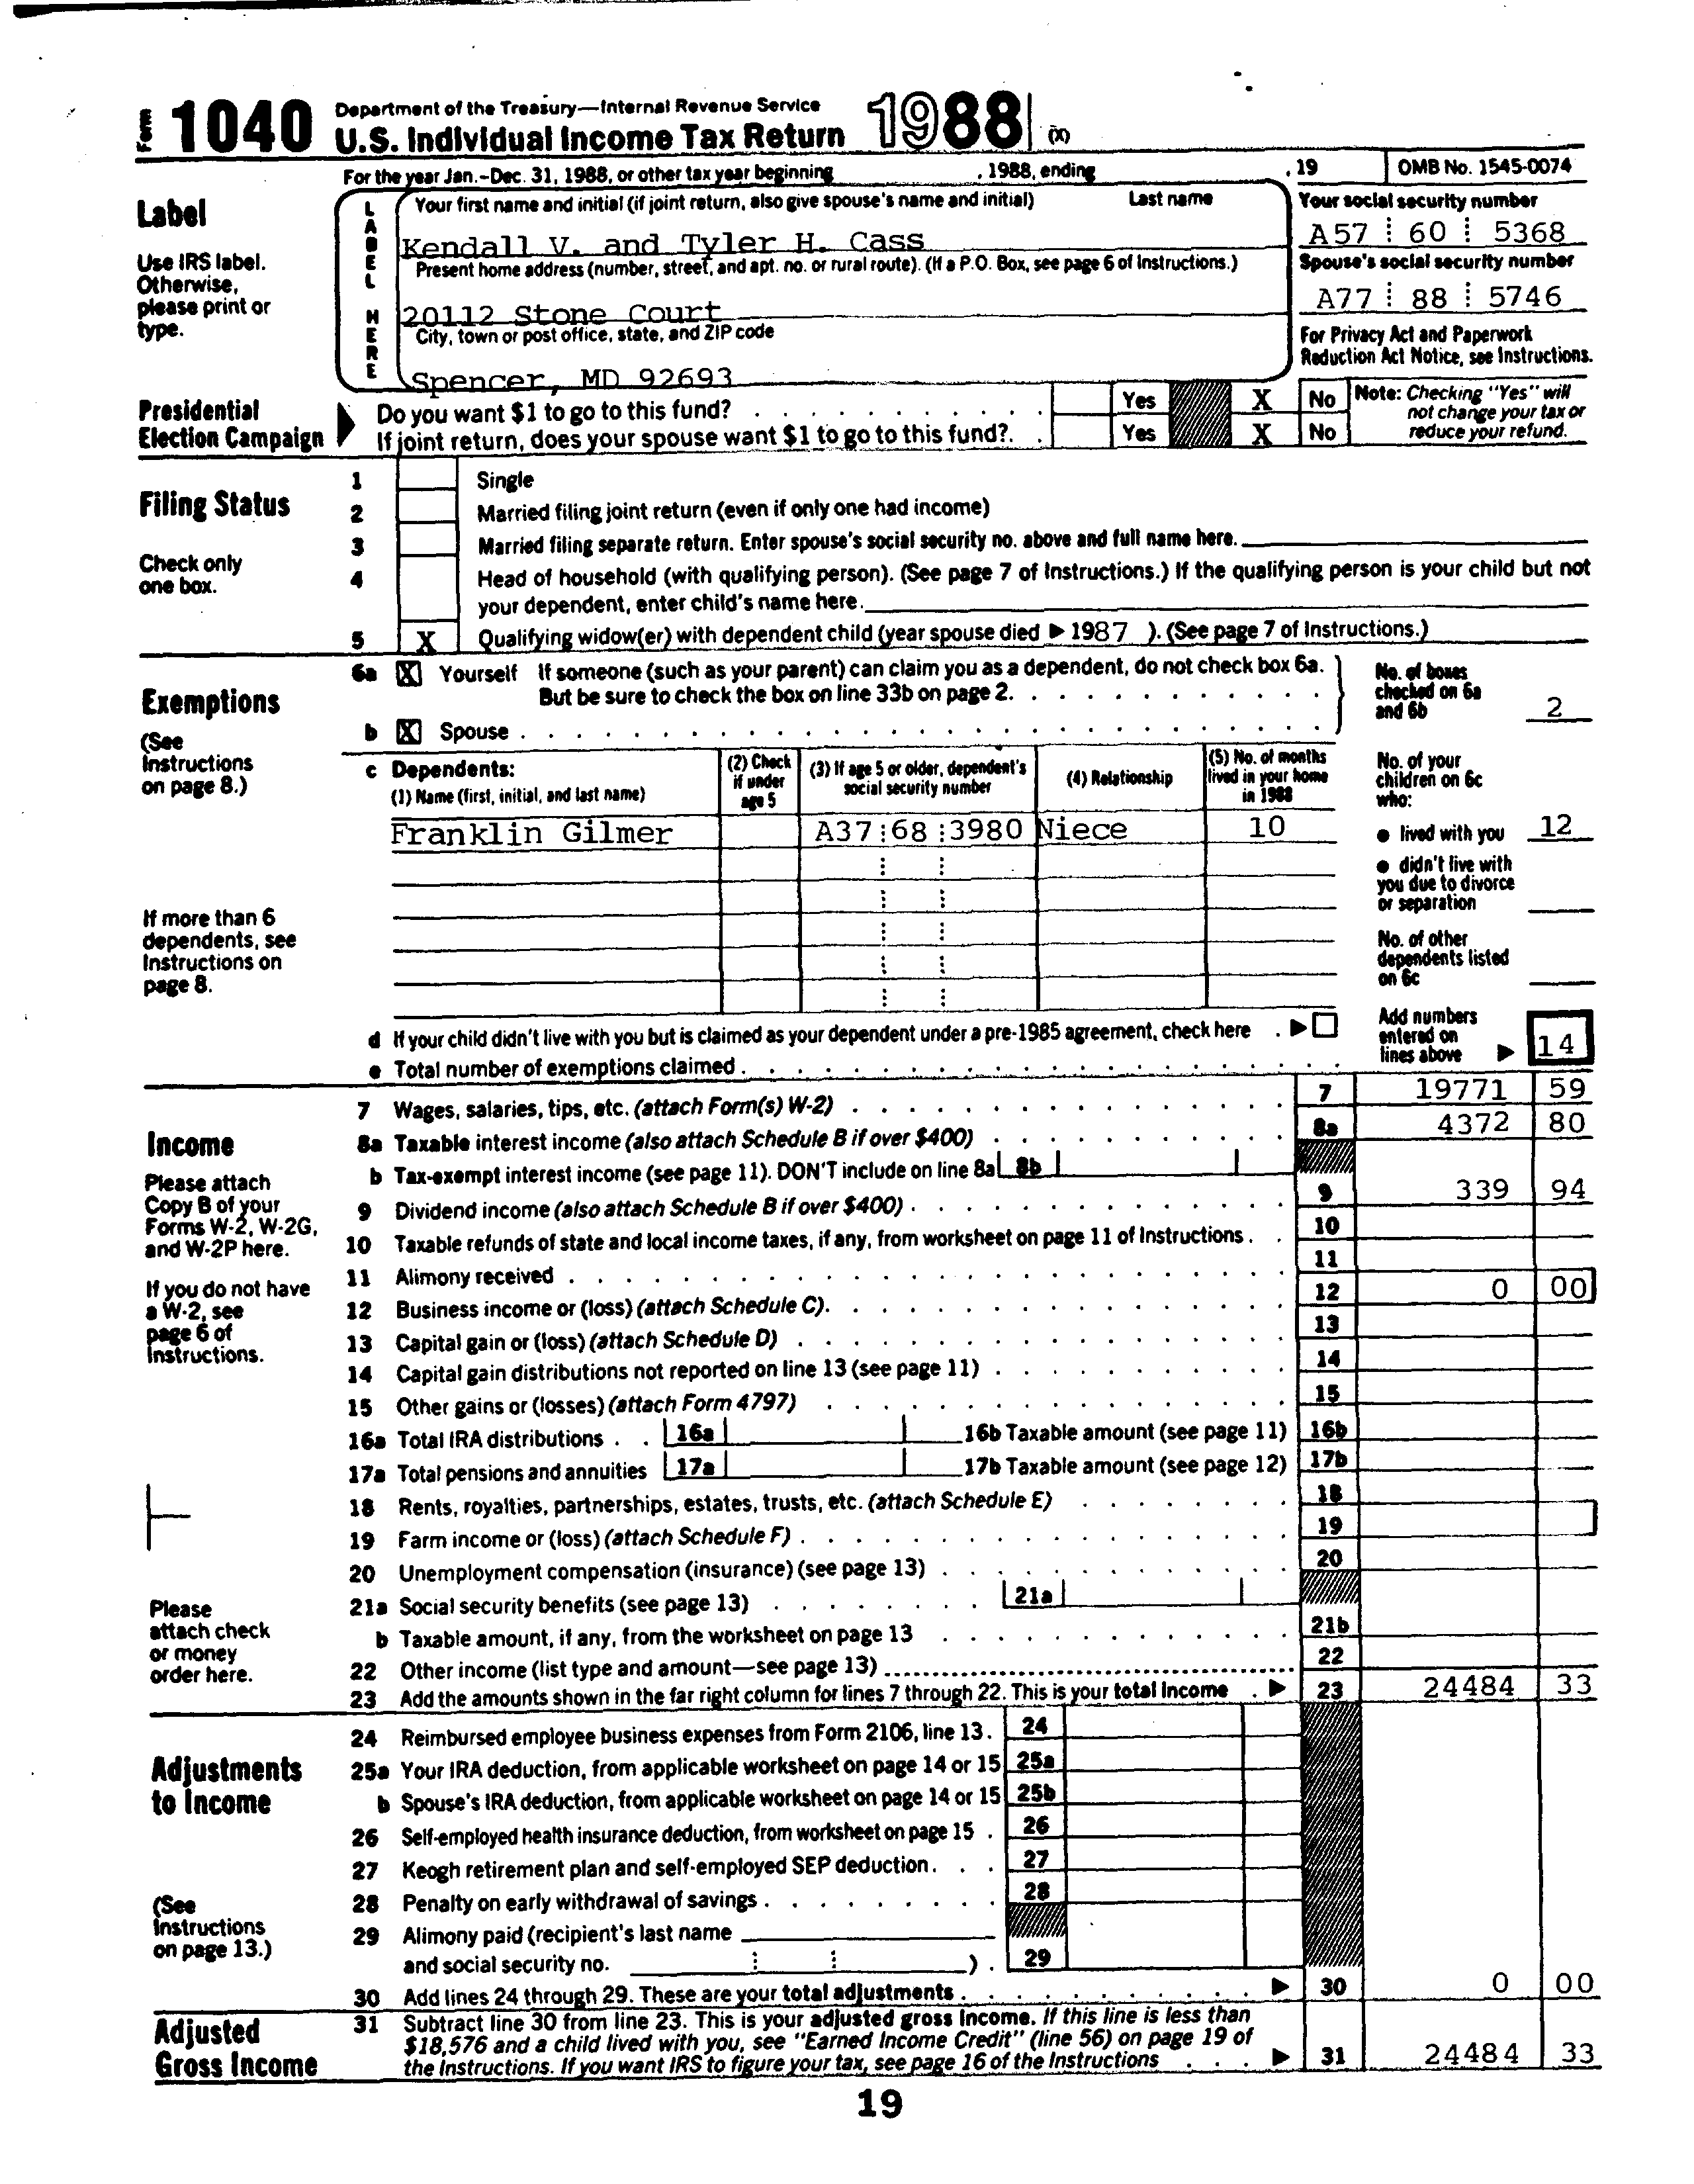 Form 1040 Department of the Treasury—Internal Revenue Service
U.S. Individual Income Tax Return 1988 (X)
For the year Jan.–Dec. 31, 1988, or other tax year beginning , 1988, ending , 19 OMB No. 1545-0074
Label
Use IRS label.
Otherwise,
please print or
type.
LABEL HERE
Your first name and initial (if joint return, also give spouse's name and initial) Last name
Kendall V. and Tyler H. Cass
Present home address (number, street, and apt. no. or rural route). (If a P.O. Box, see page 6 of Instructions.)
20112 Stone Court
City, town or post office, state, and ZIP code
Spencer, MD 92693
Your social security number
A57 60 5368
Spouse's social security number
A77 88 5746
For Privacy Act and Paperwork
Reduction Act Notice, see Instructions.
Presidential
Election Campaign
Do you want $1 to go to this fund? Yes X No
If joint return, does your spouse want $1 to go to this fund?. Yes X No
Note: Checking "Yes" will
not change your tax or
reduce your refund.
Filing Status
Check only
one box.
1 Single
2 Married filing joint return (even if only one had income)
3 Married filing separate return. Enter spouse's social security no. above and full name here.
4 Head of household (with qualifying person). (See page 7 of Instructions.) If the qualifying person is your child but not
your dependent, enter child's name here.
5 X Qualifying widow(er) with dependent child (year spouse died ▶ 1987 ). (See page 7 of Instructions.)
Exemptions
(See
Instructions
on page 8.)
6a X Yourself If someone (such as your parent) can claim you as a dependent, do not check box 6a.
But be sure to check the box on line 33b on page 2.
b X Spouse
No. of boxes
checked on 6a
and 6b 2
c Dependents:
(1) Name (first, initial, and last name)
(2) Check
if under
age 5
(3) If age 5 or older, dependent's
social security number
(4) Relationship
(5) No. of months
lived in your home
in 1988
Franklin Gilmer A37 68 3980 Niece 10
No. of your
children on 6c
who:
● lived with you 12
● didn't live with
you due to divorce
or separation
No. of other
dependents listed
on 6c
If more than 6
dependents, see
Instructions on
page 8.
d If your child didn't live with you but is claimed as your dependent under a pre-1985 agreement, check here . ▶
e Total number of exemptions claimed
Add numbers
entered on
lines above ▶ 14
Income
Please attach
Copy B of your
Forms W-2, W-2G,
and W-2P here.
If you do not have
a W-2, see
page 6 of
Instructions.
Please
attach check
or money
order here.
7 Wages, salaries, tips, etc. (attach Form(s) W-2) 7 19771 59
8a Taxable interest income (also attach Schedule B if over $400) 8a 4372 80
b Tax-exempt interest income (see page 11). DON'T include on line 8a 8b
9 Dividend income (also attach Schedule B if over $400) 9 339 94
10 Taxable refunds of state and local income taxes, if any, from worksheet on page 11 of Instructions 10
11 Alimony received 11
12 Business income or (loss) (attach Schedule C). 12 0 00
13 Capital gain or (loss) (attach Schedule D) 13
14 Capital gain distributions not reported on line 13 (see page 11) 14
15 Other gains or (losses) (attach Form 4797) 15
16a Total IRA distributions 16a 16b Taxable amount (see page 11) 16b
17a Total pensions and annuities 17a 17b Taxable amount (see page 12) 17b
18 Rents, royalties, partnerships, estates, trusts, etc. (attach Schedule E) 18
19 Farm income or (loss) (attach Schedule F) 19
20 Unemployment compensation (insurance) (see page 13) 20
21a Social security benefits (see page 13) 21a
b Taxable amount, if any, from the worksheet on page 13 21b
22 Other income (list type and amount—see page 13) 22
23 Add the amounts shown in the far right column for lines 7 through 22. This is your total income ▶ 23 24484 33
Adjustments
to Income
(See
Instructions
on page 13.)
24 Reimbursed employee business expenses from Form 2106, line 13. 24
25a Your IRA deduction, from applicable worksheet on page 14 or 15 25a
b Spouse's IRA deduction, from applicable worksheet on page 14 or 15 25b
26 Self-employed health insurance deduction, from worksheet on page 15 26
27 Keogh retirement plan and self-employed SEP deduction 27
28 Penalty on early withdrawal of savings 28
29 Alimony paid (recipient's last name
and social security no. ) . 29
30 Add lines 24 through 29. These are your total adjustments ▶ 30 0 00
Adjusted
Gross Income
31 Subtract line 30 from line 23. This is your adjusted gross income. If this line is less than
$18,576 and a child lived with you, see "Earned Income Credit" (line 56) on page 19 of
the Instructions. If you want IRS to figure your tax, see page 16 of the Instructions ▶ 31 24484 33
19